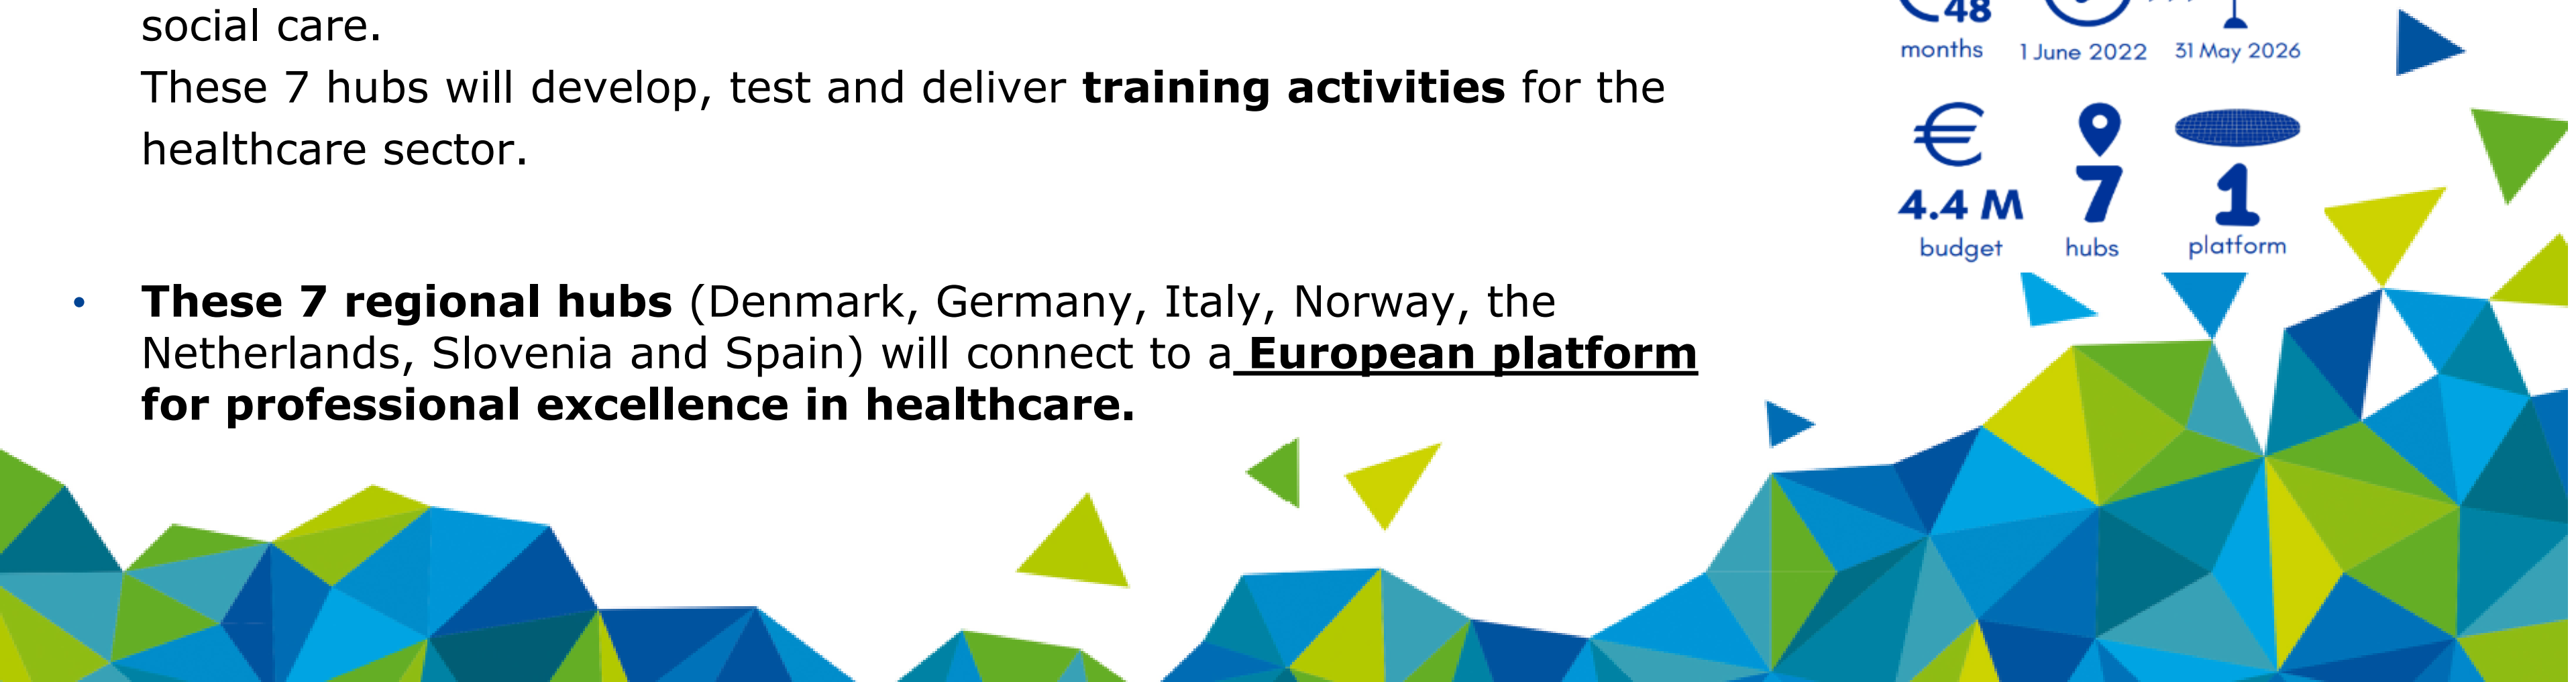 social care.
These 7 hubs will develop, test and deliver training activities for the
healthcare sector.
• These 7 regional hubs (Denmark, Germany, Italy, Norway, the
Netherlands, Slovenia and Spain) will connect to a European platform
for professional excellence in healthcare.
48
months 1 June 2022 31 May 2026
€
4.4 M 7 1
budget hubs platform